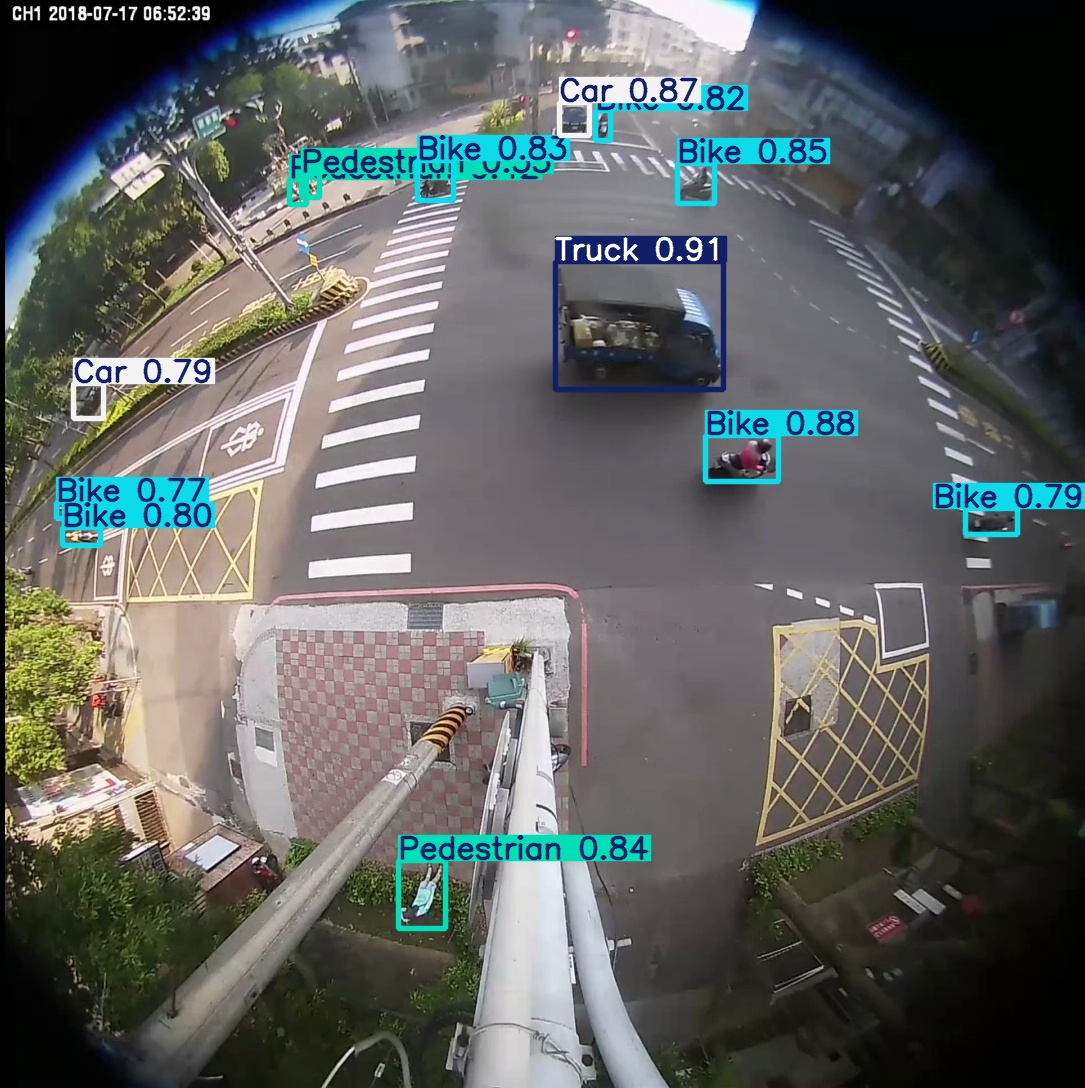 CH1 2018-07-17 06:52:39
Car 0.87
Bike 0.82
Bike 0.83
Pedestrian 0.55
Bike 0.85
Truck 0.91
Car 0.79
Bike 0.88
Bike 0.77
Bike 0.79
Bike 0.80
Pedestrian 0.84